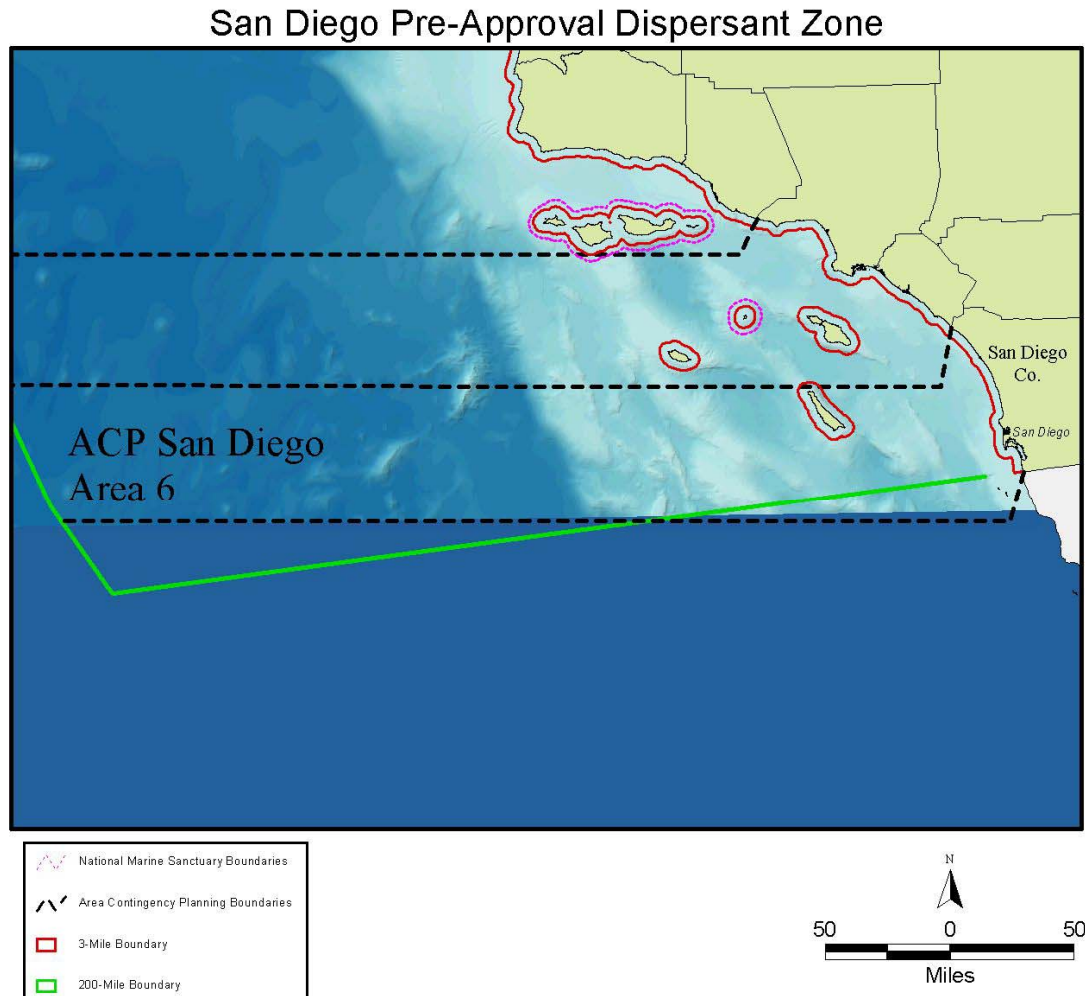 San Diego Pre-Approval Dispersant Zone
San Diego
Co.
San Diego
ACP San Diego
Area 6
National Marine Sanctuary Boundaries
Area Contingency Planning Boundaries
3-Mile Boundary
200-Mile Boundary
N
50 0 50
Miles